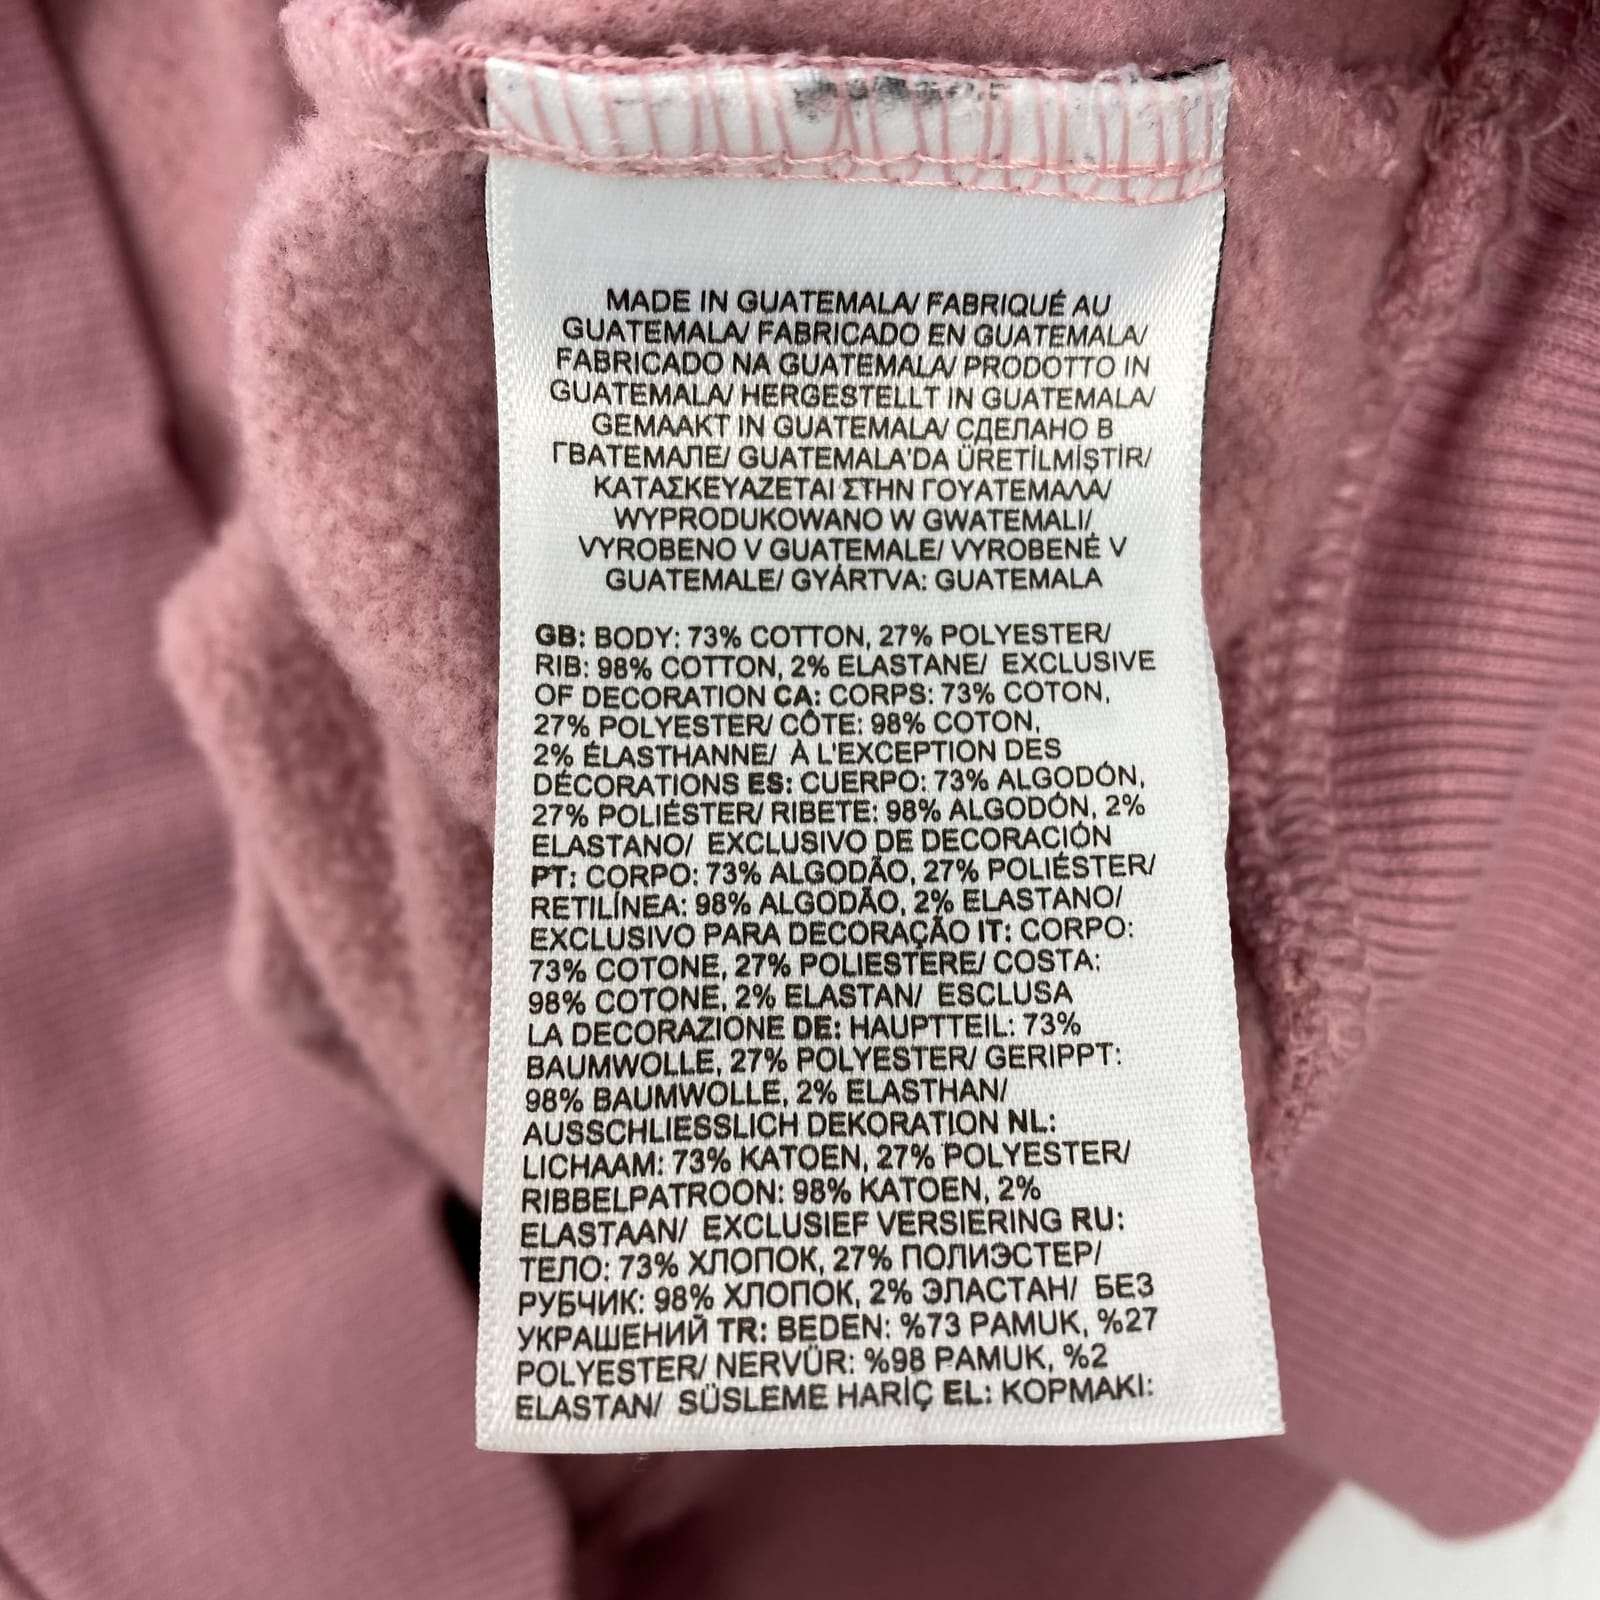 MADE IN GUATEMALA/ FABRIQUÉ AU
GUATEMALA/ FABRICADO EN GUATEMALA/
FABRICADO NA GUATEMALA/ PRODOTTO IN
GUATEMALA/ HERGESTELLT IN GUATEMALA/
GEMAAKT IN GUATEMALA/ СДЕЛАНО В
ГВАТЕМАЛЕ/ GUATEMALA'DA ÜRETİLMİŞTİR/
ΚΑΤΑΣΚΕΥΑΖΕΤΑΙ ΣΤΗΝ ΓΟΥΑΤΕΜΑΛΑ/
WYPRODUKOWANO W GWATEMALI/
VYROBENO V GUATEMALE/ VYROBENÉ V
GUATEMALE/ GYÁRTVA: GUATEMALA
GB: BODY: 73% COTTON, 27% POLYESTER/
RIB: 98% COTTON, 2% ELASTANE/ EXCLUSIVE
OF DECORATION CA: CORPS: 73% COTON,
27% POLYESTER/ CÔTE: 98% COTON,
2% ÉLASTHANNE/ À L'EXCEPTION DES
DÉCORATIONS ES: CUERPO: 73% ALGODÓN,
27% POLIÉSTER/ RIBETE: 98% ALGODÓN, 2%
ELASTANO/ EXCLUSIVO DE DECORACIÓN
PT: CORPO: 73% ALGODÃO, 27% POLIÉSTER/
RETILÍNEA: 98% ALGODÃO, 2% ELASTANO/
EXCLUSIVO PARA DECORAÇÃO IT: CORPO:
73% COTONE, 27% POLIESTERE/ COSTA:
98% COTONE, 2% ELASTAN/ ESCLUSA
LA DECORAZIONE DE: HAUPTTEIL: 73%
BAUMWOLLE, 27% POLYESTER/ GERIPPT:
98% BAUMWOLLE, 2% ELASTHAN/
AUSSCHLIESSLICH DEKORATION NL:
LICHAAM: 73% KATOEN, 27% POLYESTER/
RIBBELPATROON: 98% KATOEN, 2%
ELASTAAN/ EXCLUSIEF VERSIERING RU:
ТЕЛО: 73% ХЛОПОК, 27% ПОЛИЭСТЕР/
РУБЧИК: 98% ХЛОПОК, 2% ЭЛАСТАН/ БЕЗ
УКРАШЕНИЙ TR: BEDEN: %73 PAMUK, %27
POLYESTER/ NERVÜR: %98 PAMUK, %2
ELASTAN/ SÜSLEME HARİÇ EL: ΚΟΡΜΑΚΙ: